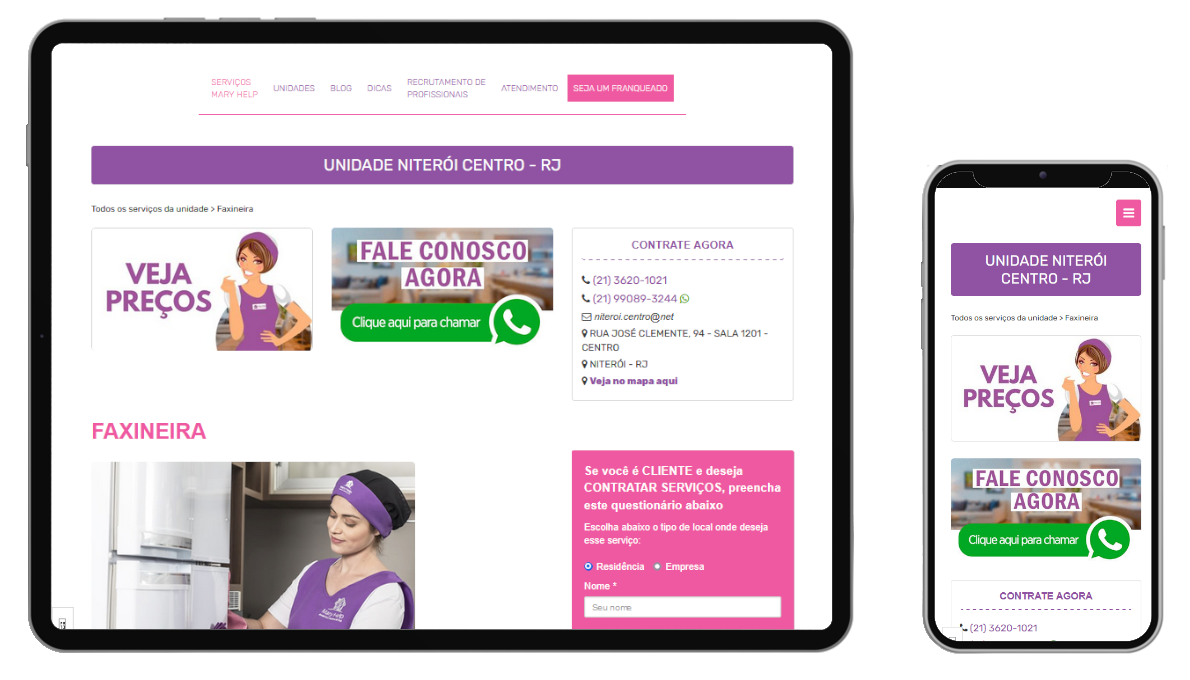 SERVIÇOS
MARY HELP
UNIDADES
BLOG
DICAS
RECRUTAMENTO DE
PROFISSIONAIS
ATENDIMENTO
SEJA UM FRANQUEADO
UNIDADE NITERÓI CENTRO - RJ
Todos os serviços da unidade > Faxineira
VEJA
PREÇOS
FALE CONOSCO
AGORA
Clique aqui para chamar
CONTRATE AGORA
(21) 3620-1021
(21) 99089-3244
niteroi.centro@net
RUA JOSÉ CLEMENTE, 94 - SALA 1201 -
CENTRO
NITERÓI - RJ
Veja no mapa aqui
FAXINEIRA
Se você é CLIENTE e deseja
CONTRATAR SERVIÇOS, preencha
este questionário abaixo
Escolha abaixo o tipo de local onde deseja
esse serviço:
Residência Empresa
Nome *
Seu nome
UNIDADE NITERÓI
CENTRO - RJ
Todos os serviços da unidade > Faxineira
VEJA
PREÇOS
FALE CONOSCO
AGORA
Clique aqui para chamar
CONTRATE AGORA
(21) 3620-1021